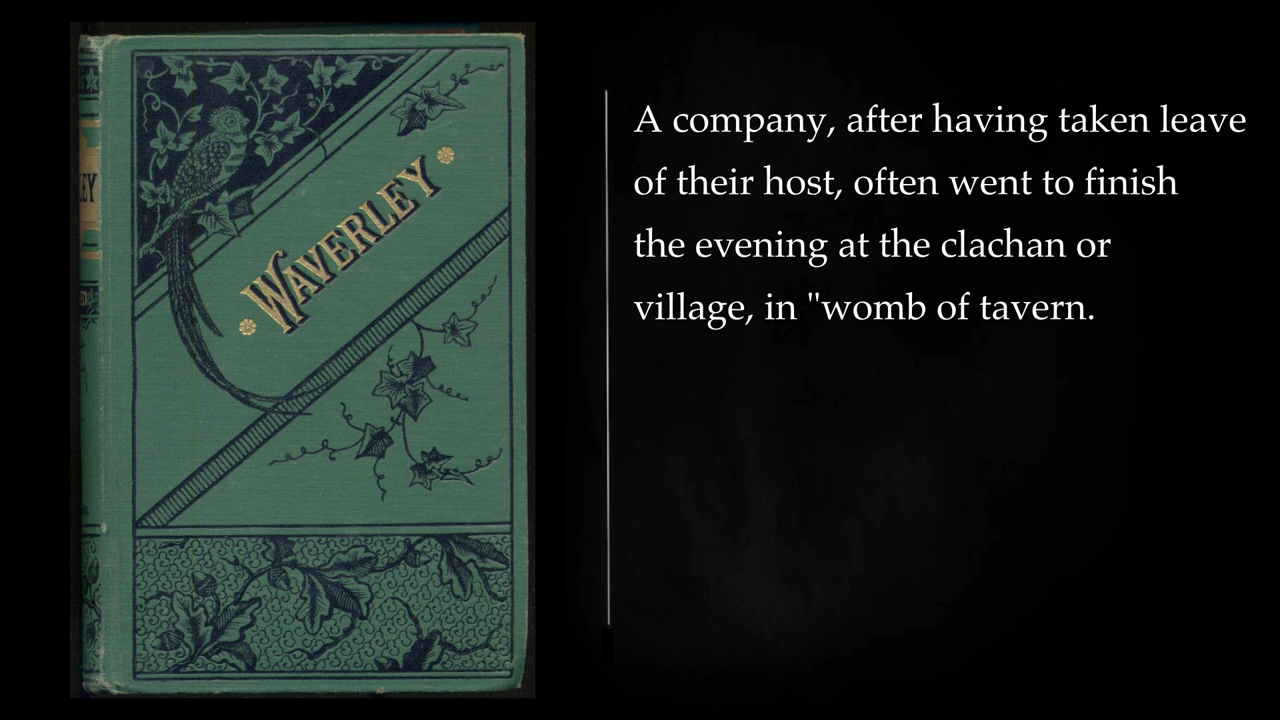 WAVERLEY
EY
A company, after having taken leave
of their host, often went to finish
the evening at the clachan or
village, in "womb of tavern.